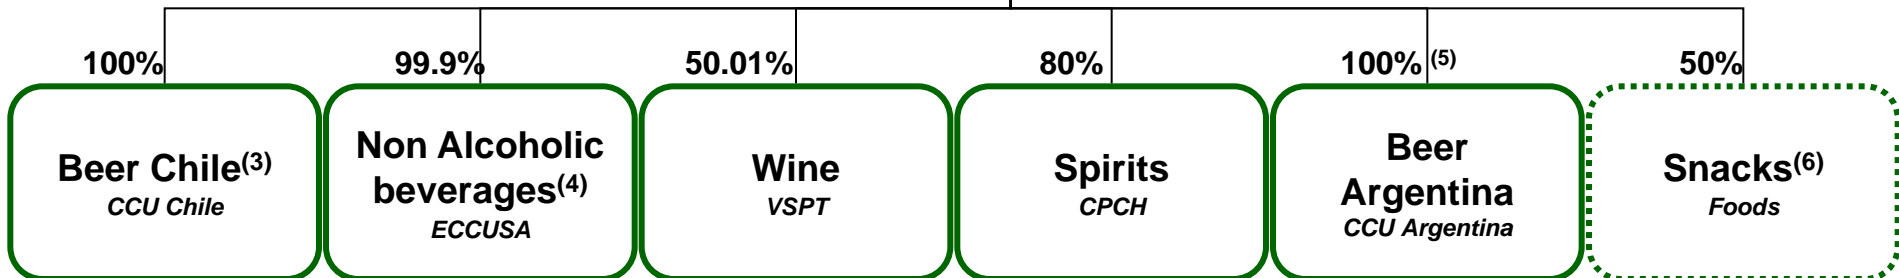 100%
99.9%
50.01%
80%
100% (5)
50%
Beer Chile(3)
CCU Chile
Non Alcoholic
beverages(4)
ECCUSA
Wine
VSPT
Spirits
CPCH
Beer
Argentina
CCU Argentina
Snacks(6)
Foods